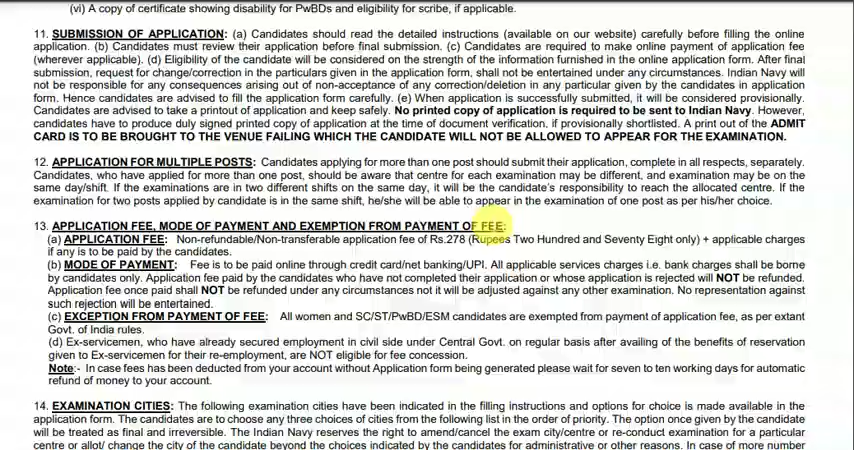 (vi) A copy of certificate showing disability for PwBDs and eligibility for scribe, if applicable.
11. SUBMISSION OF APPLICATION: (a) Candidates should read the detailed instructions (available on our website) carefully before filling the online
application. (b) Candidates must review their application before final submission. (c) Candidates are required to make online payment of application fee
(wherever applicable). (d) Eligibility of the candidate will be considered on the strength of the information furnished in the online application form. After final
submission, request for change/correction in the particulars given in the application form, shall not be entertained under any circumstances. Indian Navy will
not be responsible for any consequences arising out of non-acceptance of any correction/deletion in any particular given by the candidates in application
form. Hence candidates are advised to fill the application form carefully. (e) When application is successfully submitted, it will be considered provisionally.
Candidates are advised to take a printout of application and keep safely. No printed copy of application is required to be sent to Indian Navy. However,
candidates have to produce duly signed printed copy of application at the time of document verification, if provisionally shortlisted. A print out of the ADMIT
CARD IS TO BE BROUGHT TO THE VENUE FAILING WHICH THE CANDIDATE WILL NOT BE ALLOWED TO APPEAR FOR THE EXAMINATION.
12. APPLICATION FOR MULTIPLE POSTS: Candidates applying for more than one post should submit their application, complete in all respects, separately.
Candidates, who have applied for more than one post, should be aware that centre for each examination may be different, and examination may be on the
same day/shift. If the examinations are in two different shifts on the same day, it will be the candidate's responsibility to reach the allocated centre. If the
examination for two posts applied by candidate is in the same shift, he/she will be able to appear in the examination of one post as per his/her choice.
13. APPLICATION FEE, MODE OF PAYMENT AND EXEMPTION FROM PAYMENT OF FEE:
(a) APPLICATION FEE: Non-refundable/Non-transferable application fee of Rs.278 (Rupees Two Hundred and Seventy Eight only) + applicable charges
if any is to be paid by the candidates.
(b) MODE OF PAYMENT: Fee is to be paid online through credit card/net banking/UPI. All applicable services charges i.e. bank charges shall be borne
by candidates only. Application fee paid by the candidates who have not completed their application or whose application is rejected will NOT be refunded.
Application fee once paid shall NOT be refunded under any circumstances not it will be adjusted against any other examination. No representation against
such rejection will be entertained.
(c) EXCEPTION FROM PAYMENT OF FEE: All women and SC/ST/PwBD/ESM candidates are exempted from payment of application fee, as per extant
Govt. of India rules.
(d) Ex-servicemen, who have already secured employment in civil side under Central Govt. on regular basis after availing of the benefits of reservation
given to Ex-servicemen for their re-employment, are NOT eligible for fee concession.
Note:- In case fees has been deducted from your account without Application form being generated please wait for seven to ten working days for automatic
refund of money to your account.
14. EXAMINATION CITIES: The following examination cities have been indicated in the filling instructions and options for choice is made available in the
application form. The candidates are to choose any three choices of cities from the following list in the order of priority. The option once given by the candidate
will be treated as final and irreversible. The Indian Navy reserves the right to amend/cancel the exam city/centre or re-conduct examination for a particular
centre or allot/ change the city of the candidate beyond the choices indicated by the candidates for administrative or other reasons. In case of more number